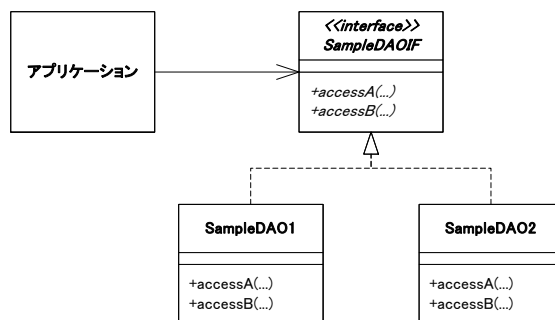 アプリケーション
<<interface>>
SampleDAOIF
+accessA(...)
+accessB(...)
SampleDAO1
+accessA(...)
+accessB(...)
SampleDAO2
+accessA(...)
+accessB(...)